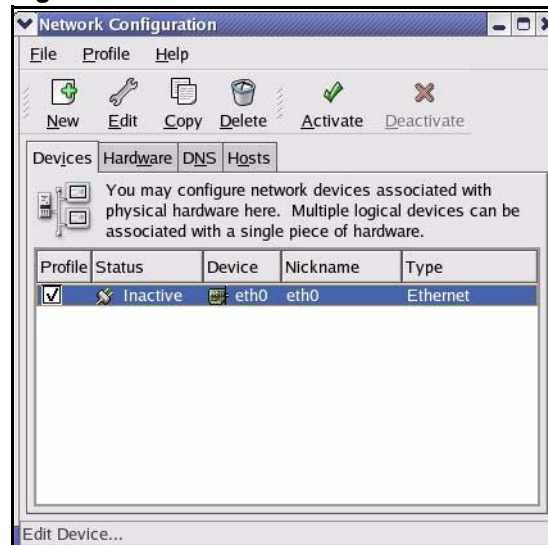 Network Configuration
File Profile Help
New Edit Copy Delete Activate Deactivate
Devices Hardware DNS Hosts
You may configure network devices associated with
physical hardware here. Multiple logical devices can be
associated with a single piece of hardware.
Profile Status Device Nickname Type
Inactive eth0 eth0 Ethernet
Edit Device...